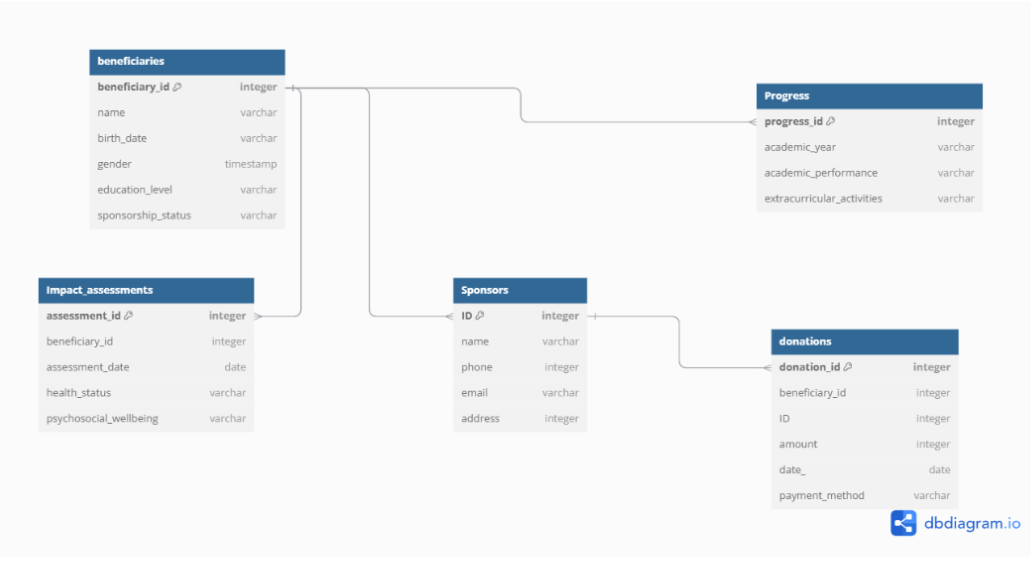 beneficiaries
beneficiary_id integer
name varchar
birth_date varchar
gender timestamp
education_level varchar
sponsorship_status varchar
Progress
progress_id integer
academic_year varchar
academic_performance varchar
extracurricular_activities varchar
Impact_assessments
assessment_id integer
beneficiary_id integer
assessment_date date
health_status varchar
psychosocial_wellbeing varchar
Sponsors
ID integer
name varchar
phone integer
email varchar
address integer
donations
donation_id integer
beneficiary_id integer
ID integer
amount integer
date_ date
payment_method varchar
dbdiagram.io